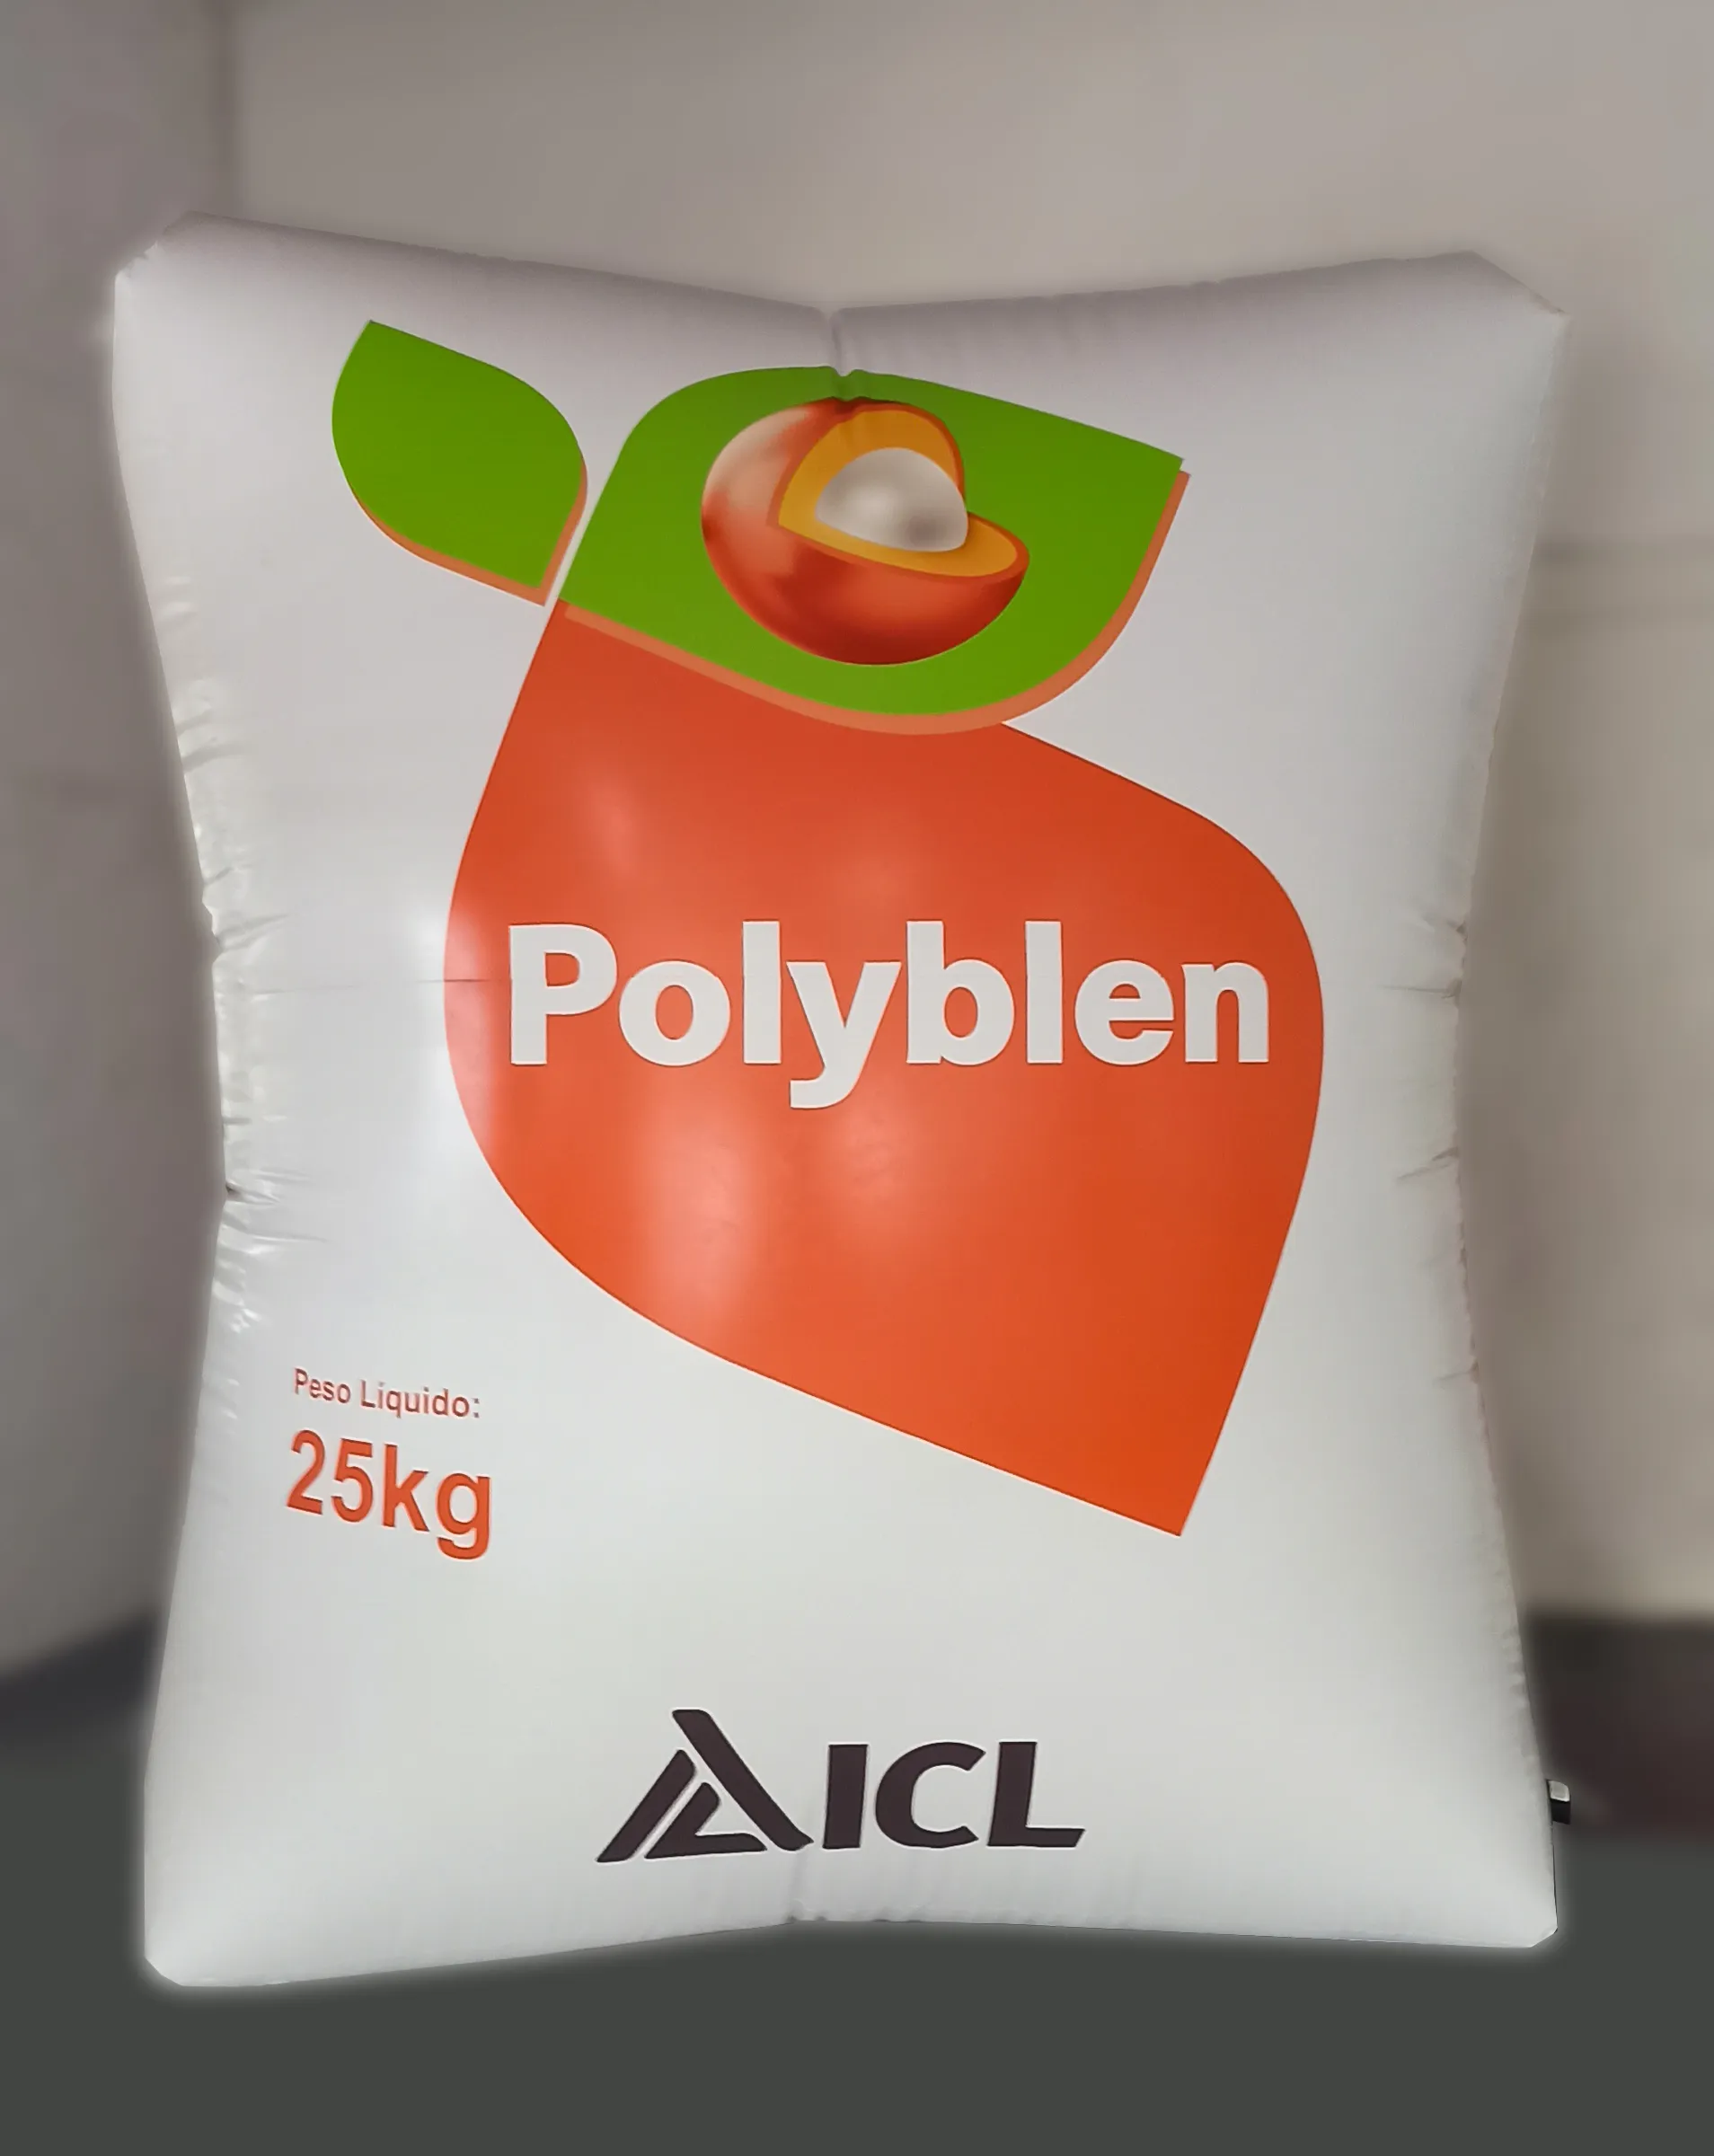 Polyblen
Peso Líquido:
25kg
ICL